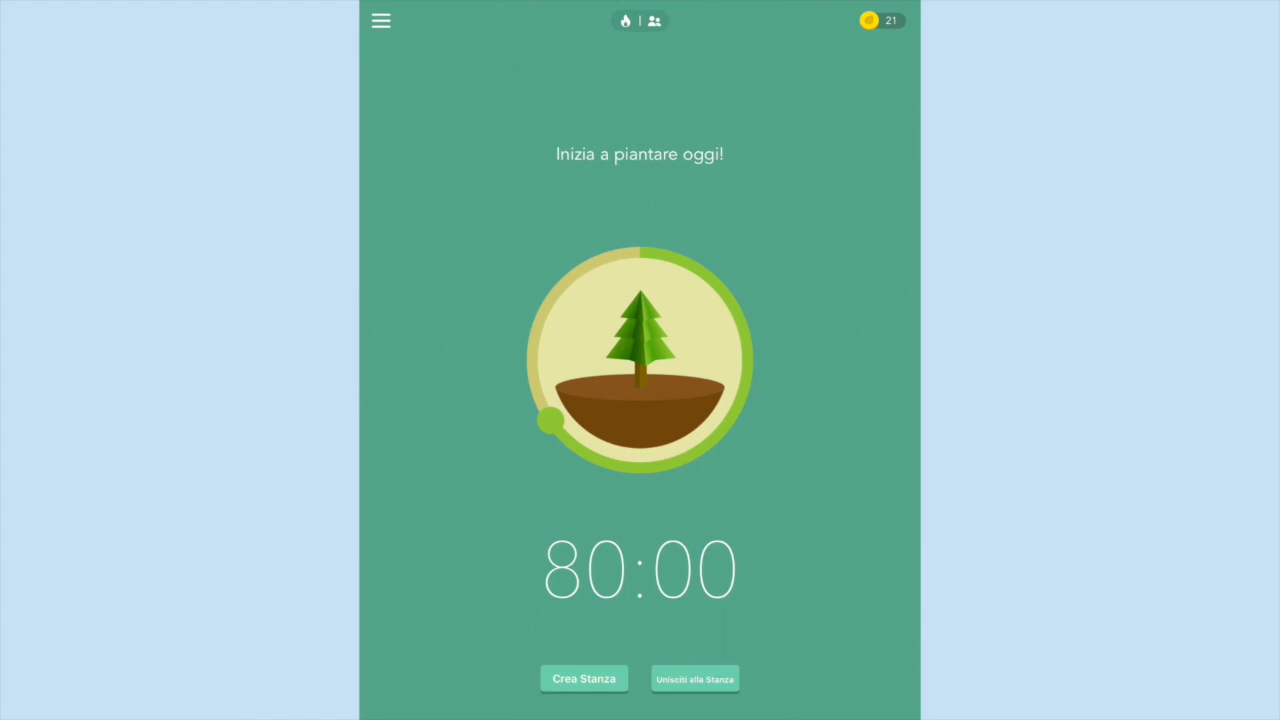 21
Inizia a piantare oggi!
80:00
Crea Stanza
Unisciti alla Stanza